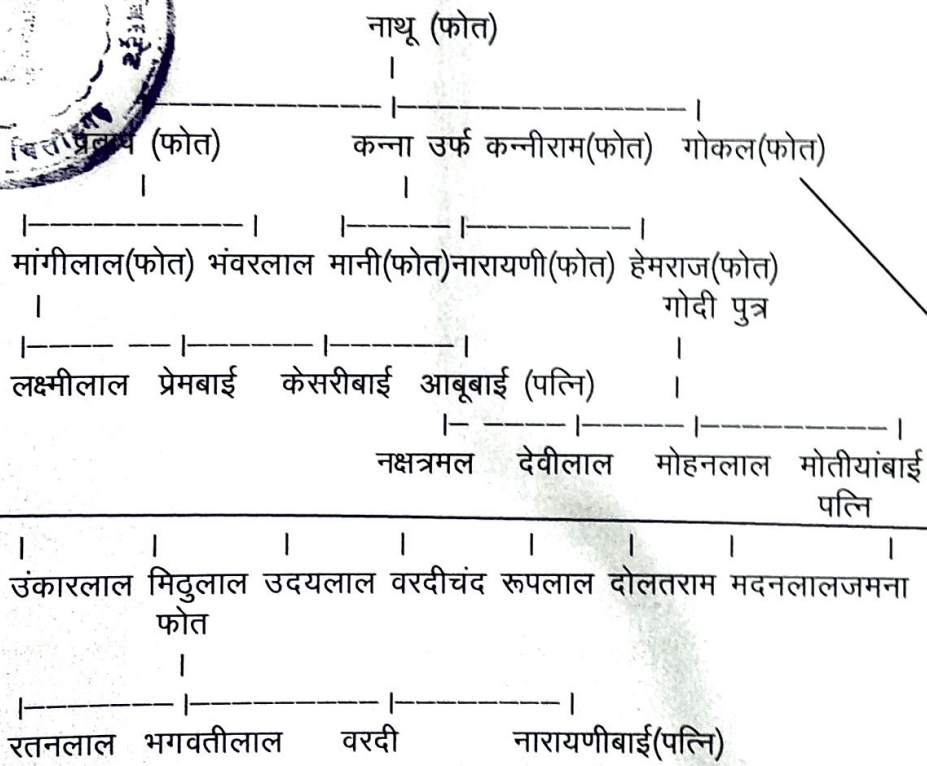 नाथू (फोत)
(फोत) कन्ना उर्फ कन्नीराम(फोत) गोकल(फोत)
मांगीलाल(फोत) भंवरलाल मानी(फोत)नारायणी(फोत) हेमराज(फोत)
गोदी पुत्र
लक्ष्मीलाल प्रेमबाई केसरीबाई आबूबाई (पत्नि)
नक्षत्रमल देवीलाल मोहनलाल मोतीयांबाई
पत्नि
उंकारलाल मिठुलाल उदयलाल वरदीचंद रूपलाल दोलतराम मदनलालजमना
फोत
रतनलाल भगवतीलाल वरदी नारायणीबाई(पत्नि)